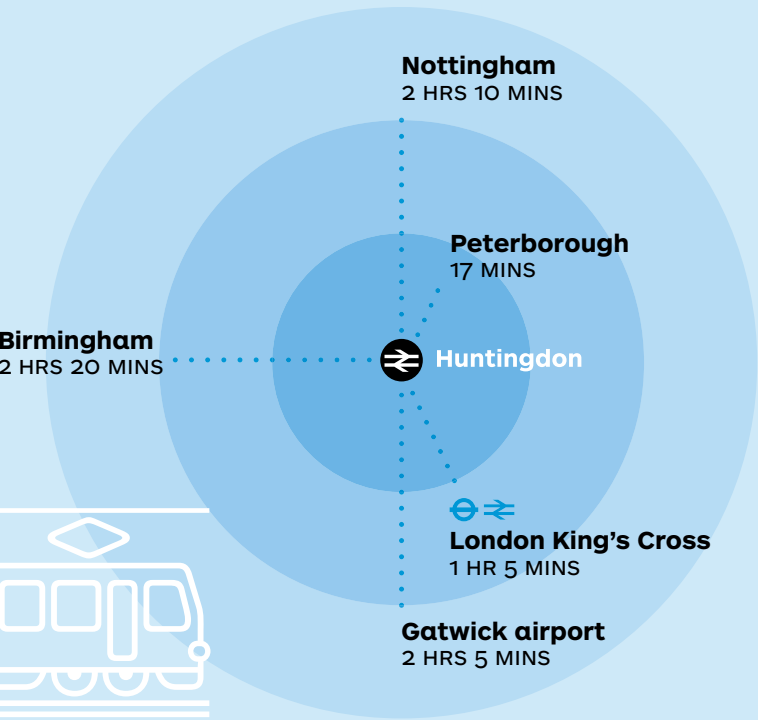 Nottingham
2 HRS 10 MINS
Peterborough
17 MINS
Birmingham
2 HRS 20 MINS
Huntingdon
London King's Cross
1 HR 5 MINS
Gatwick airport
2 HRS 5 MINS